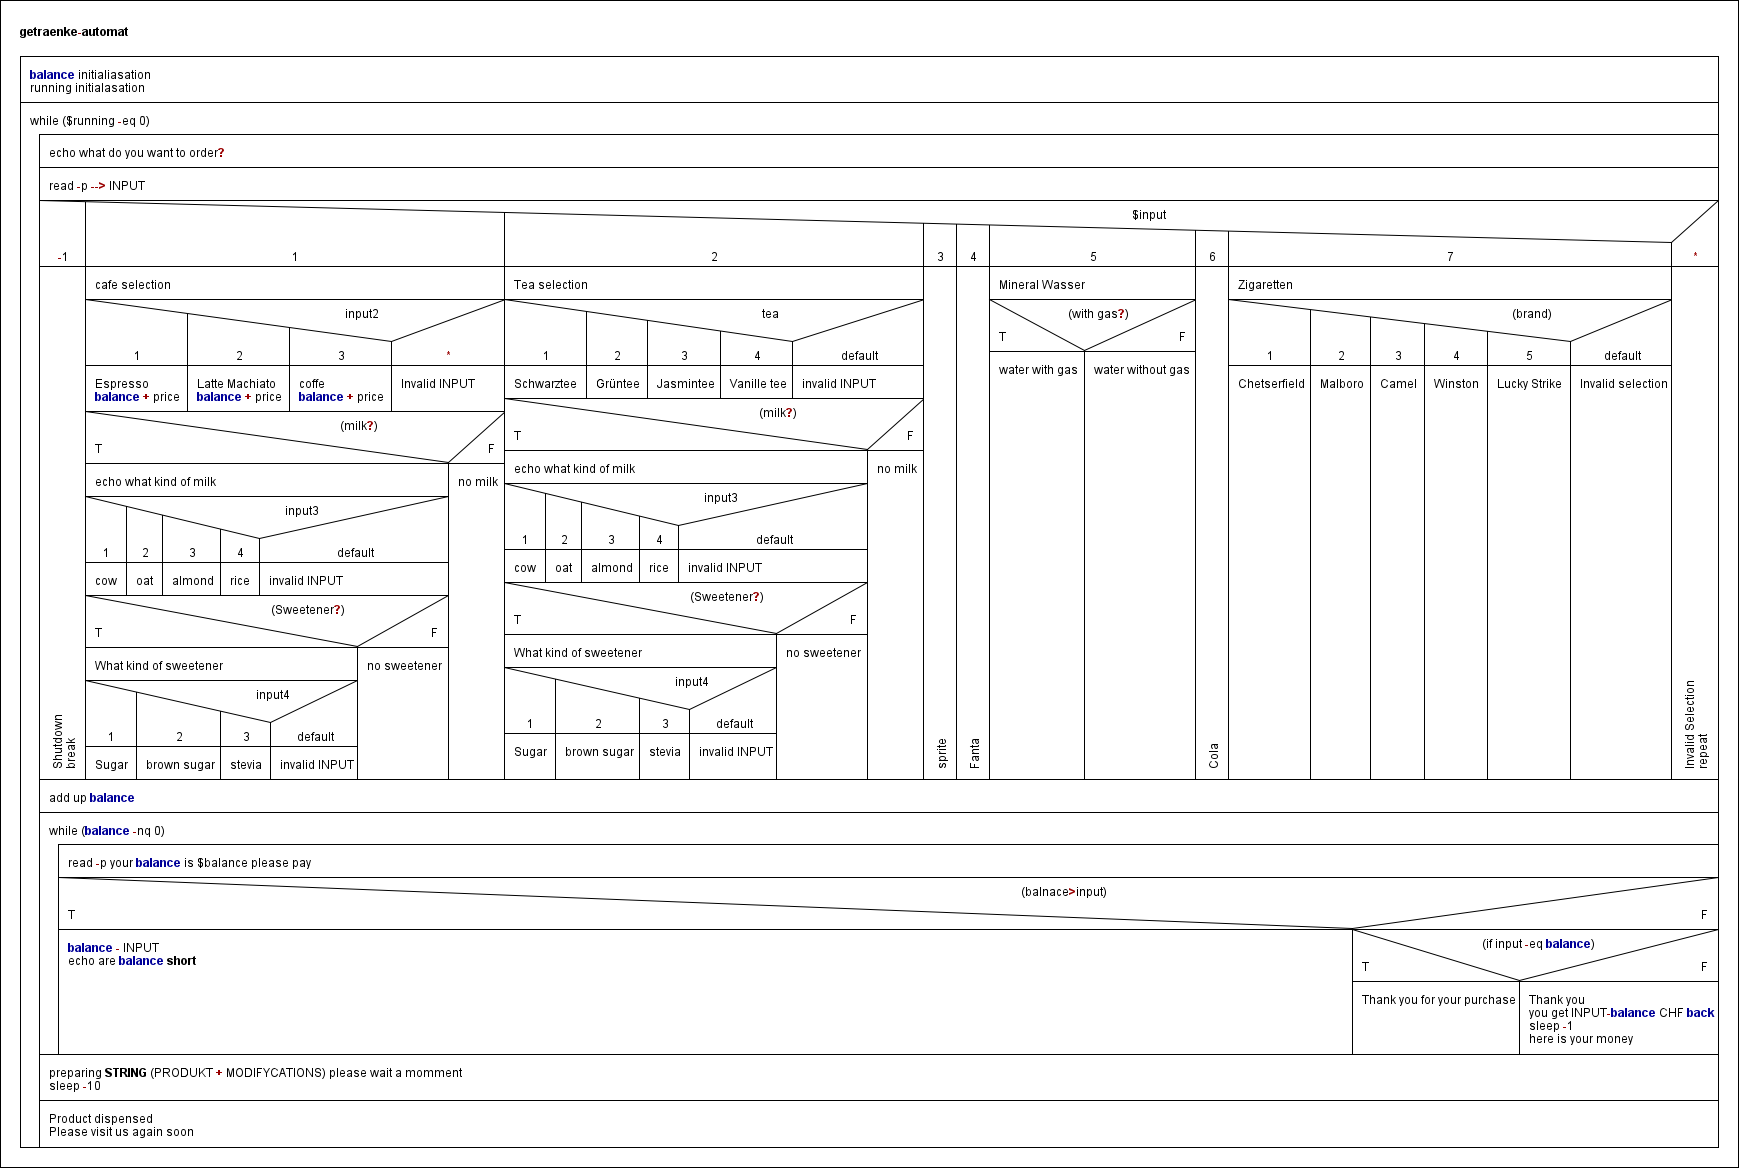 getraenke-automat
balance initialiasation
running initialasation
while ($running -eq 0)
echo what do you want to order?
read -p --> INPUT
$input
-1
1
2
3
4
5
6
7
*
cafe selection
input2
1
2
3
*
Espresso
balance + price
Latte Machiato
balance + price
coffe
balance + price
Invalid INPUT
(milk?)
T
F
echo what kind of milk
no milk
input3
1
2
3
4
default
cow
oat
almond
rice
invalid INPUT
(Sweetener?)
T
F
What kind of sweetener
no sweetener
input4
1
2
3
default
Sugar
brown sugar
stevia
invalid INPUT
Tea selection
tea
1
2
3
4
default
Schwarztee
Grüntee
Jasmintee
Vanille tee
invalid INPUT
(milk?)
T
F
echo what kind of milk
no milk
input3
1
2
3
4
default
cow
oat
almond
rice
invalid INPUT
(Sweetener?)
T
F
What kind of sweetener
no sweetener
input4
1
2
3
default
Sugar
brown sugar
stevia
invalid INPUT
Mineral Wasser
(with gas?)
T
F
water with gas
water without gas
Zigaretten
(brand)
1
2
3
4
5
default
Chetserfield
Malboro
Camel
Winston
Lucky Strike
Invalid selection
Shutdown
break
sprite
Fanta
Cola
Invalid Selection
repeat
add up balance
while (balance -nq 0)
read -p your balance is $balance please pay
(balnace>input)
T
F
balance - INPUT
echo are balance short
(if input -eq balance)
T
F
Thank you for your purchase
Thank you
you get INPUT-balance CHF back
sleep -1
here is your money
preparing STRING (PRODUKT + MODIFYCATIONS) please wait a momment
sleep -10
Product dispensed
Please visit us again soon